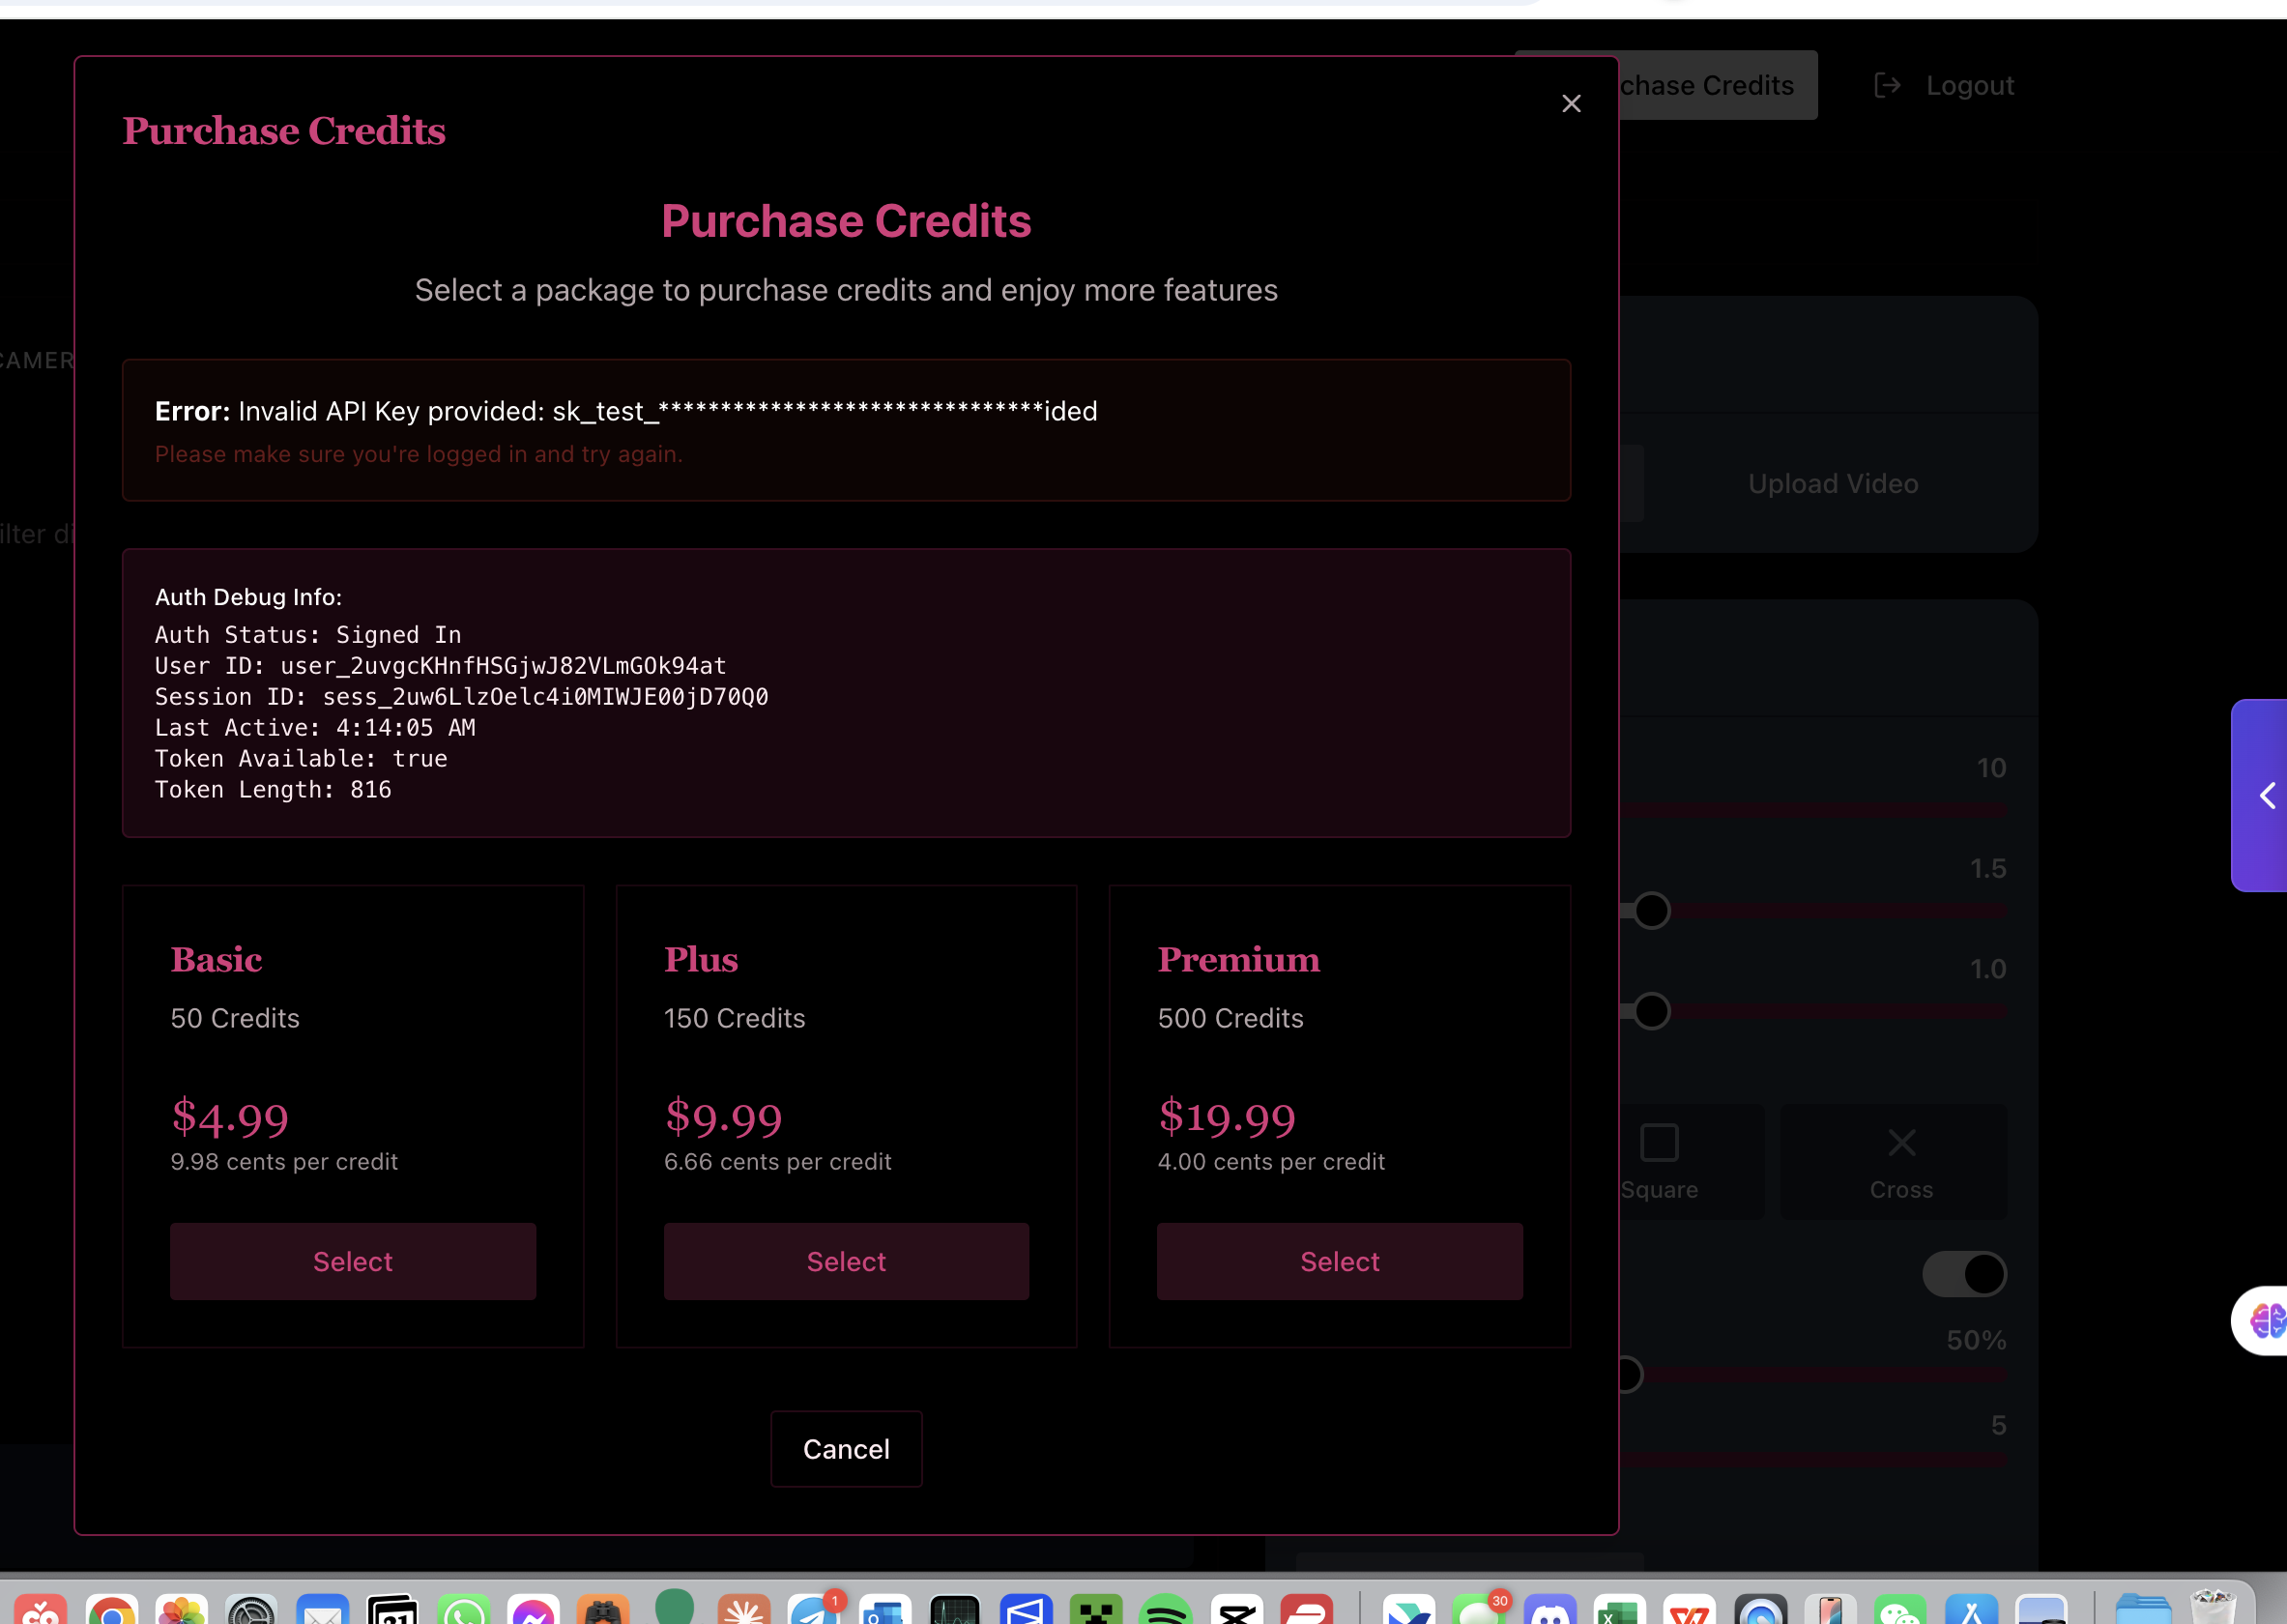 chase Credits
Logout
Purchase Credits
Purchase Credits
Select a package to purchase credits and enjoy more features
CAMER
ilter di
Error: Invalid API Key provided: sk_test_*******************************ided
Please make sure you're logged in and try again.
Upload Video
Auth Debug Info:
Auth Status: Signed In
User ID: user_2uvgcKHnfHSGjwJ82VLmGOk94at
Session ID: sess_2uw6LlzOelc4i0MIWJE00jD70Q0
Last Active: 4:14:05 AM
Token Available: true
Token Length: 816
10
1.5
1.0
Basic
50 Credits
$4.99
9.98 cents per credit
Select
Plus
150 Credits
$9.99
6.66 cents per credit
Select
Premium
500 Credits
$19.99
4.00 cents per credit
Select
Square
Cross
50%
5
Cancel
31
1
30